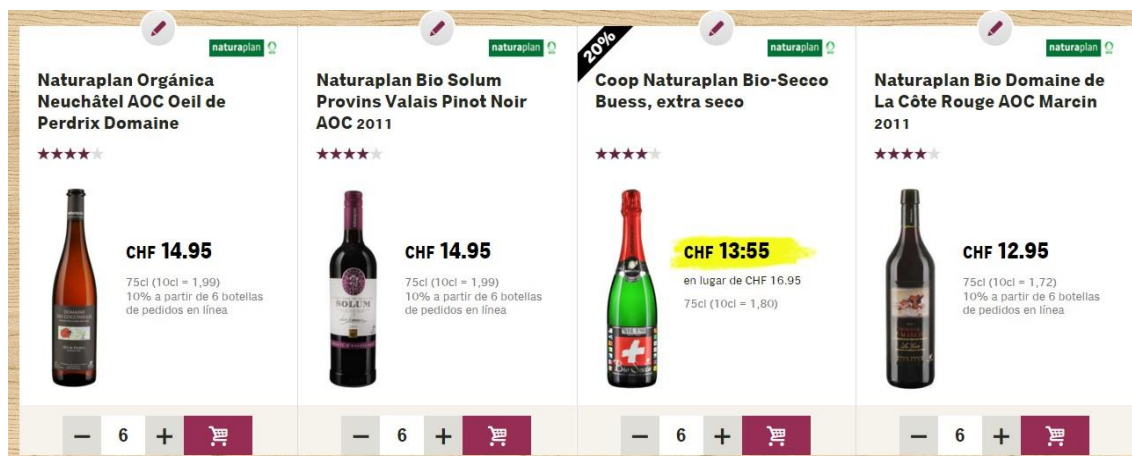 naturaplan
Naturaplan Orgánica
Neuchâtel AOC Oeil de
Perdrix Domaine
CHF 14.95
75cl (10cl = 1,99)
10% a partir de 6 botellas
de pedidos en línea
6
naturaplan
Naturaplan Bio Solum
Provins Valais Pinot Noir
AOC 2011
SOLUM
CHF 14.95
75cl (10cl = 1,99)
10% a partir de 6 botellas
de pedidos en línea
6
20%
naturaplan
Coop Naturaplan Bio-Secco
Buess, extra seco
Bio Secco
CHF 13:55
en lugar de CHF 16.95
75cl (10cl = 1,80)
6
naturaplan
Naturaplan Bio Domaine de
La Côte Rouge AOC Marcin
2011
CHF 12.95
75cl (10cl = 1,72)
10% a partir de 6 botellas
de pedidos en línea
6